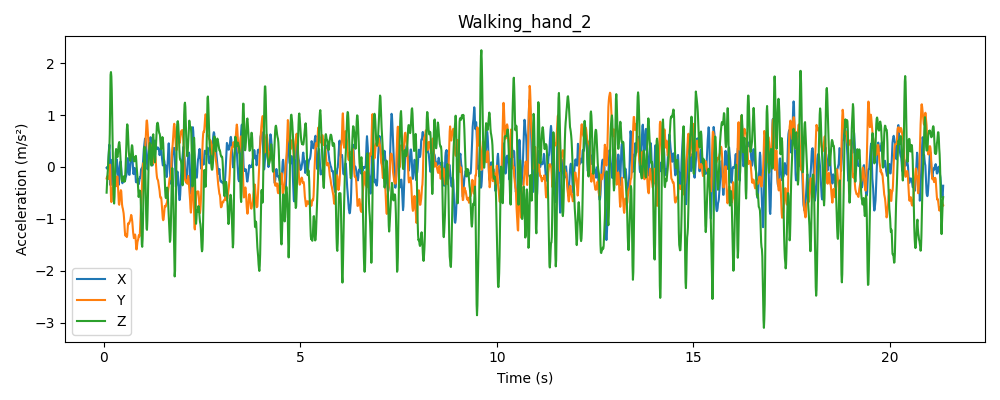 Walking_hand_2
Acceleration (m/s²)
2
1
0
−1
−2
−3
X
Y
Z
0
5
10
15
20
Time (s)